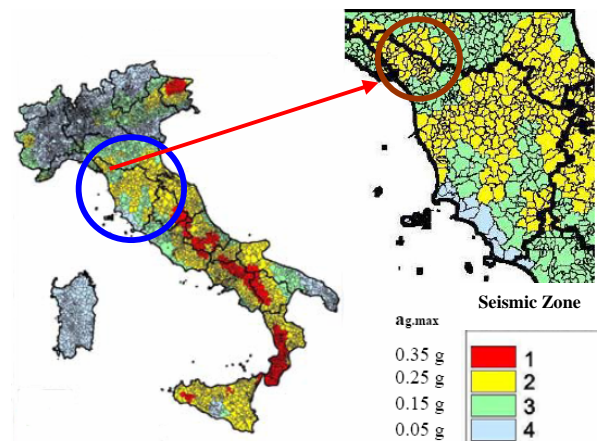 Seismic Zone
ag.max
0.35 g 1
0.25 g 2
0.15 g 3
0.05 g 4